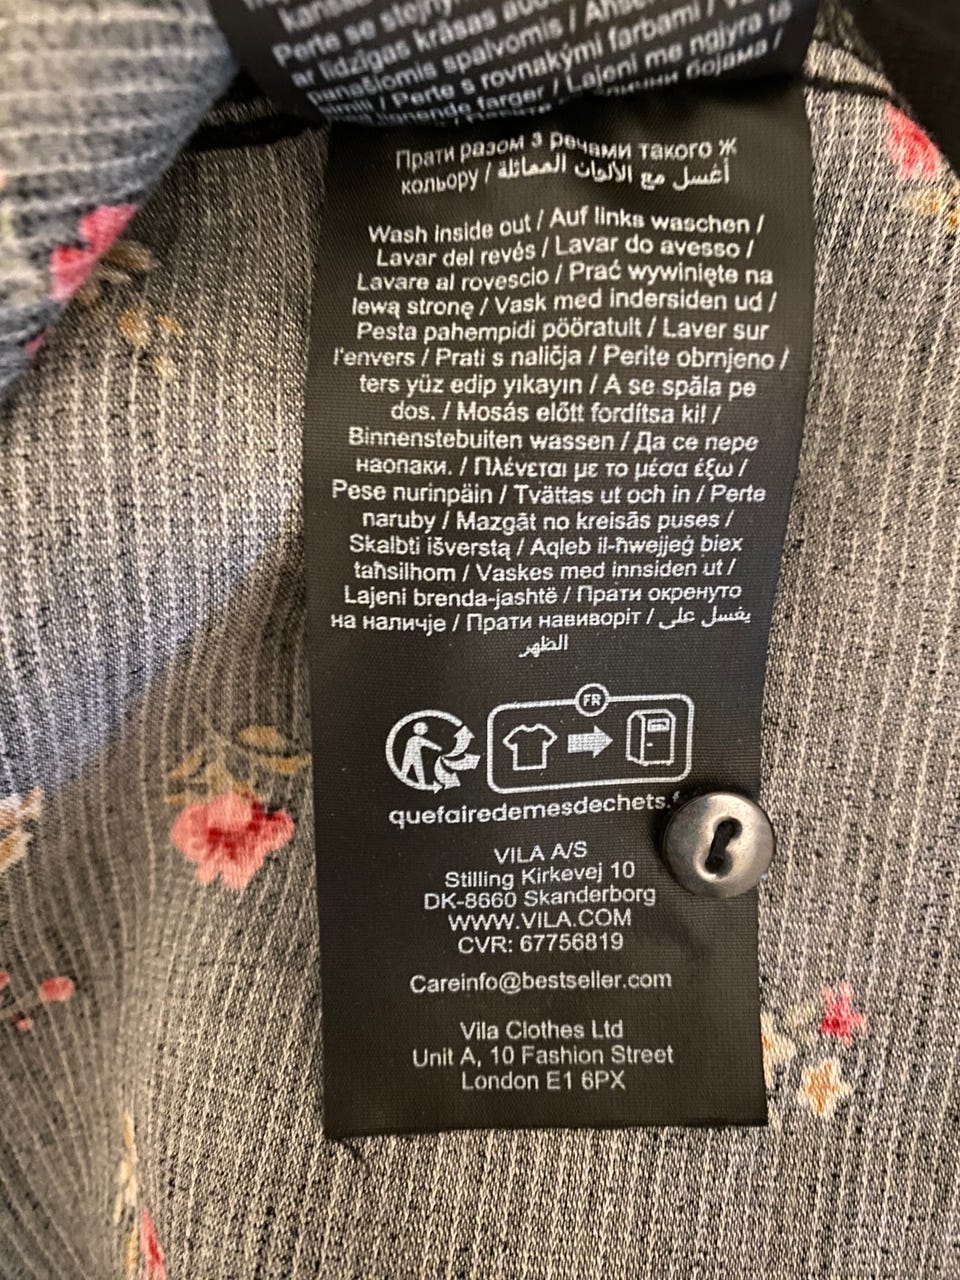 Perte se stejný
ar līdzīgas krāsas
panašiomis spalvomis /
/ Perte s rovnakými farbami /
farger / Lajeni me ngjyra të
бојама /
Прати разом з речами такого ж
кольору / أغسل مع الألوان المماثلة
Wash inside out / Auf links waschen /
Lavar del revés / Lavar do avesso /
Lavare al rovescio / Prać wywinięte na
lewą stronę / Vask med indersiden ud /
Pesta pahempidi pööratult / Laver sur
l'envers / Prati s naličja / Perite obrnjeno /
ters yüz edip yıkayın / A se spăla pe
dos. / Mosás előtt fordítsa ki! /
Binnenstebuiten wassen / Да се пере
наопаки. / Πλένεται με το μέσα έξω /
Pese nurinpäin / Tvättas ut och in / Perte
naruby / Mazgāt no kreisās puses /
Skalbti išverstą / Aqleb il-ħwejjeġ biex
taħsilhom / Vaskes med innsiden ut /
Lajeni brenda-jashtë / Прати окренуто
на наличје / Прати навиворіт / يغسل على
الظهر
FR
quefairedemesdechets.f
VILA A/S
Stilling Kirkevej 10
DK-8660 Skanderborg
WWW.VILA.COM
CVR: 67756819
Careinfo@bestseller.com
Vila Clothes Ltd
Unit A, 10 Fashion Street
London E1 6PX